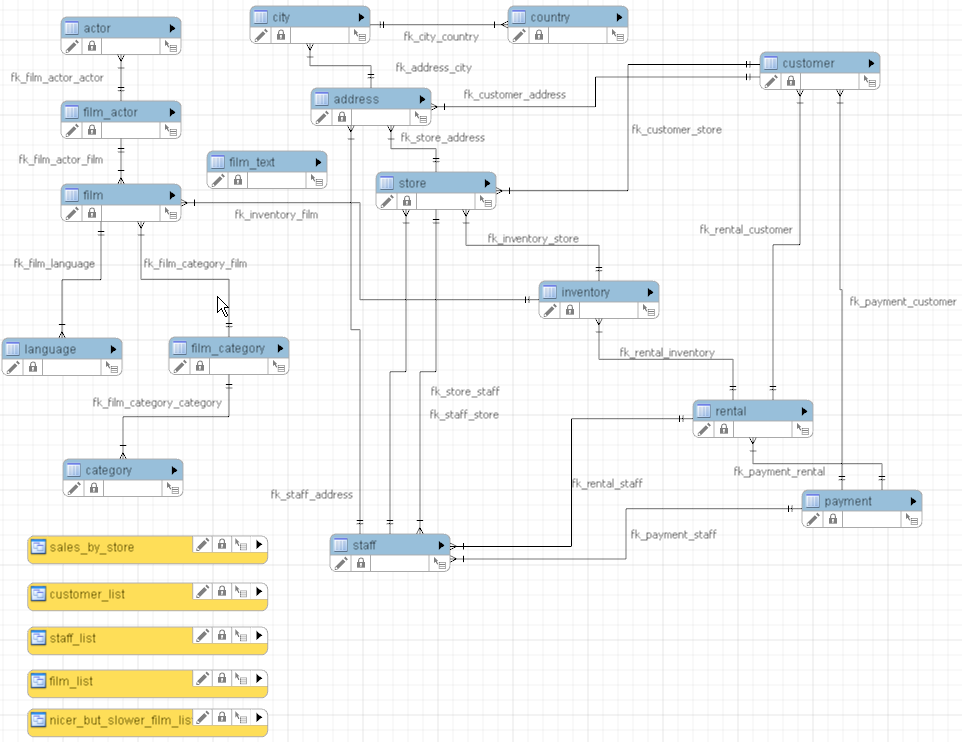 city
country
actor
fk_city_country
customer
fk_film_actor_actor
fk_address_city
address
fk_customer_address
film_actor
fk_customer_store
fk_store_address
fk_film_actor_film
film_text
store
film
fk_inventory_film
fk_rental_customer
fk_inventory_store
fk_film_language
fk_film_category_film
inventory
fk_payment_customer
language
film_category
fk_rental_inventory
fk_store_staff
fk_film_category_category
rental
fk_staff_store
category
fk_payment_rental
fk_rental_staff
fk_staff_address
payment
fk_payment_staff
staff
sales_by_store
customer_list
staff_list
film_list
nicer_but_slower_film_lis